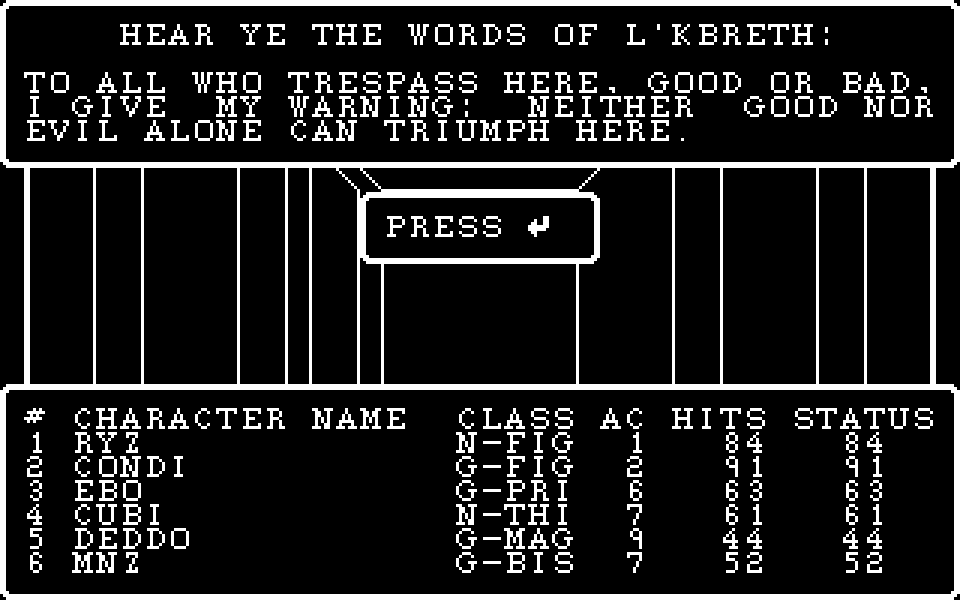 HEAR YE THE WORDS OF L'KBRETH:
TO ALL WHO TRESPASS HERE, GOOD OR BAD,
I GIVE MY WARNING: NEITHER GOOD NOR
EVIL ALONE CAN TRIUMPH HERE.
PRESS ↵
# CHARACTER NAME CLASS AC HITS STATUS
1 RYZ N-FIG 1 84 84
2 CONDI G-FIG 2 91 91
3 EBO G-PRI 6 63 63
4 CUBI N-THI 7 61 61
5 DEDDO G-MAG 9 44 44
6 MNZ G-BIS 7 52 52